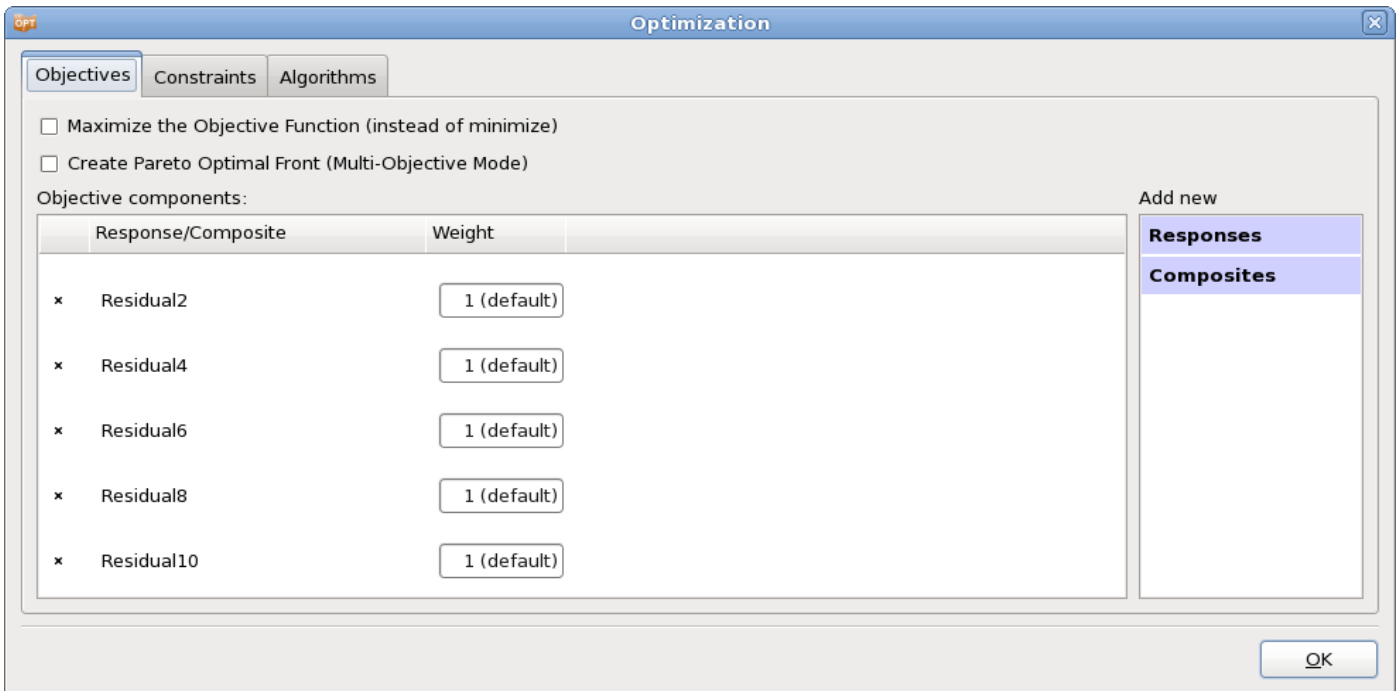 OPT Optimization
Objectives Constraints Algorithms
Maximize the Objective Function (instead of minimize)
Create Pareto Optimal Front (Multi-Objective Mode)
Objective components: Add new
Response/Composite Weight Responses
Composites
× Residual2 1 (default)
× Residual4 1 (default)
× Residual6 1 (default)
× Residual8 1 (default)
× Residual10 1 (default)
OK